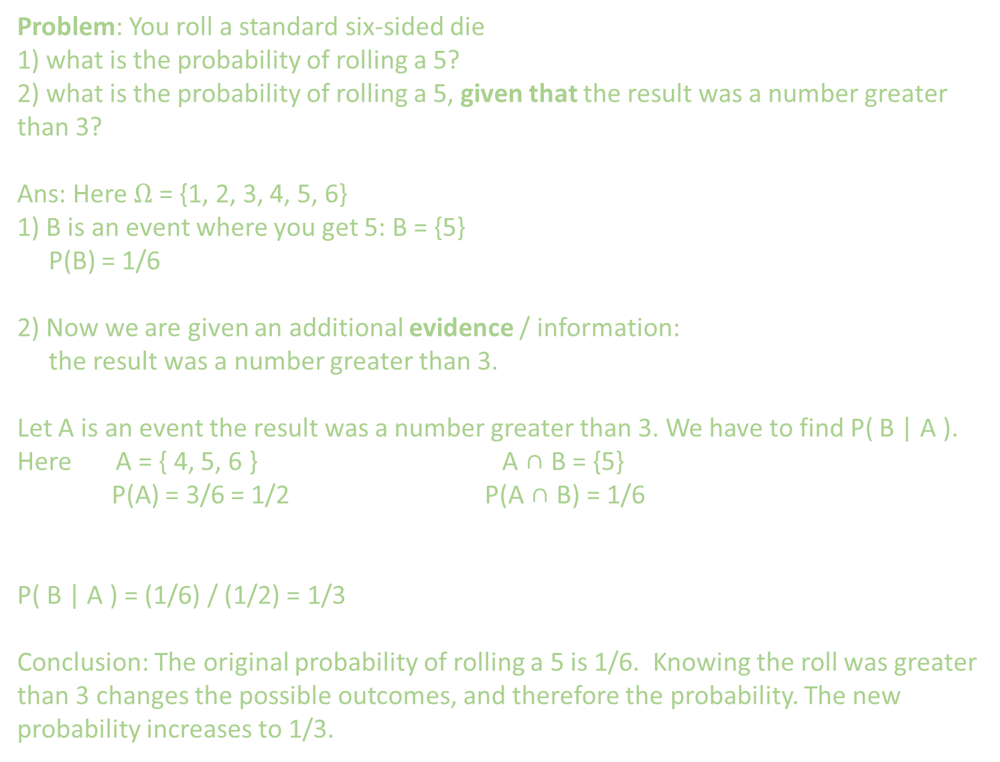 Problem: You roll a standard six-sided die
1) what is the probability of rolling a 5?
2) what is the probability of rolling a 5, given that the result was a number greater
than 3?
Ans: Here Ω = {1, 2, 3, 4, 5, 6}
1) B is an event where you get 5: B = {5}
P(B) = 1/6
2) Now we are given an additional evidence / information:
the result was a number greater than 3.
Let A is an event the result was a number greater than 3. We have to find P( B | A ).
Here A = { 4, 5, 6 } A ∩ B = {5}
P(A) = 3/6 = 1/2 P(A ∩ B) = 1/6
P( B | A ) = (1/6) / (1/2) = 1/3
Conclusion: The original probability of rolling a 5 is 1/6. Knowing the roll was greater
than 3 changes the possible outcomes, and therefore the probability. The new
probability increases to 1/3.